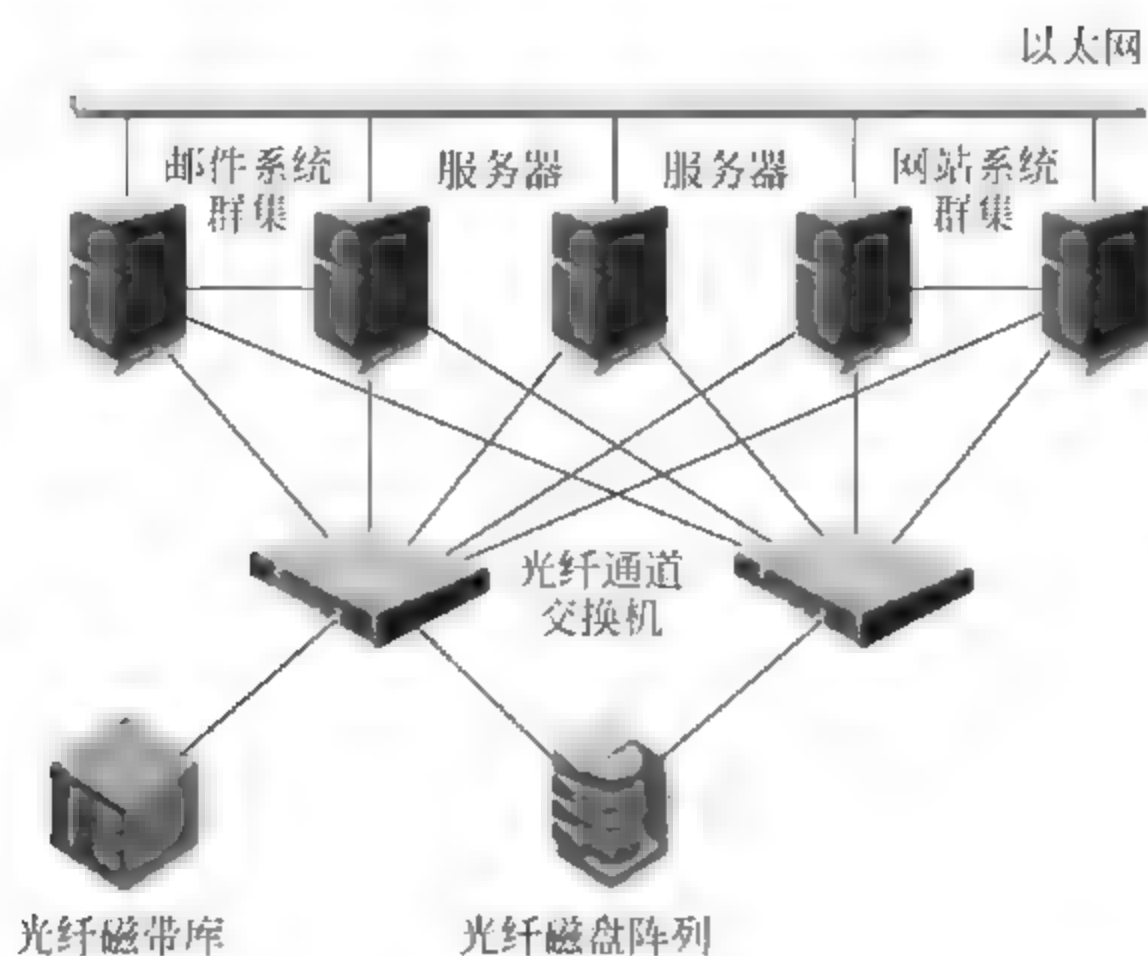 以太网
邮件系统
群集
服务器
服务器
网站系统
群集
光纤通道
交换机
光纤磁带库
光纤磁盘阵列